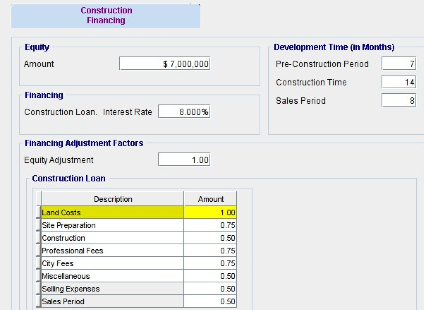 Construction
Financing
Equity
Amount $ 7,000,000
Financing
Construction Loan. Interest Rate 8.000%
Development Time (in Months)
Pre-Construction Period 7
Construction Time 14
Sales Period 8
Financing Adjustment Factors
Equity Adjustment 1.00
Construction Loan
Description Amount
Land Costs 1.00
Site Preparation 0.75
Construction 0.50
Professional Fees 0.75
City Fees 0.75
Miscellaneous 0.50
Selling Expenses 0.50
Sales Period 0.50